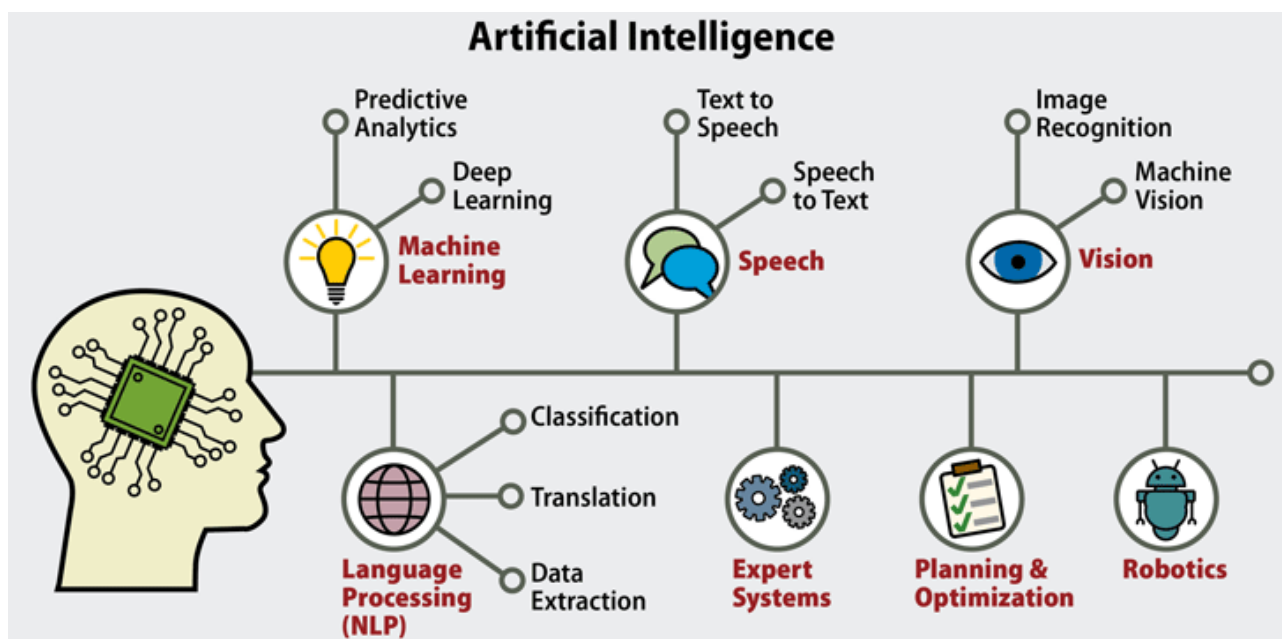 Artificial Intelligence
Predictive
Analytics
Deep
Learning
Machine
Learning
Text to
Speech
Speech
to Text
Speech
Image
Recognition
Machine
Vision
Vision
Classification
Translation
Data
Extraction
Language
Processing
(NLP)
Expert
Systems
Planning &
Optimization
Robotics